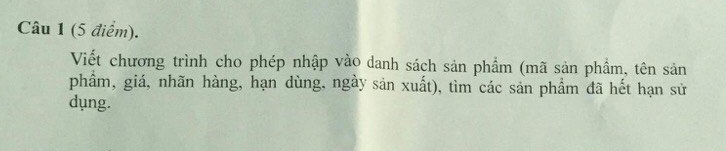 Câu 1 (5 điểm).
Viết chương trình cho phép nhập vào danh sách sản phẩm (mã sản phẩm, tên sản
phẩm, giá, nhãn hàng, hạn dùng, ngày sản xuất), tìm các sản phẩm đã hết hạn sử
dụng.